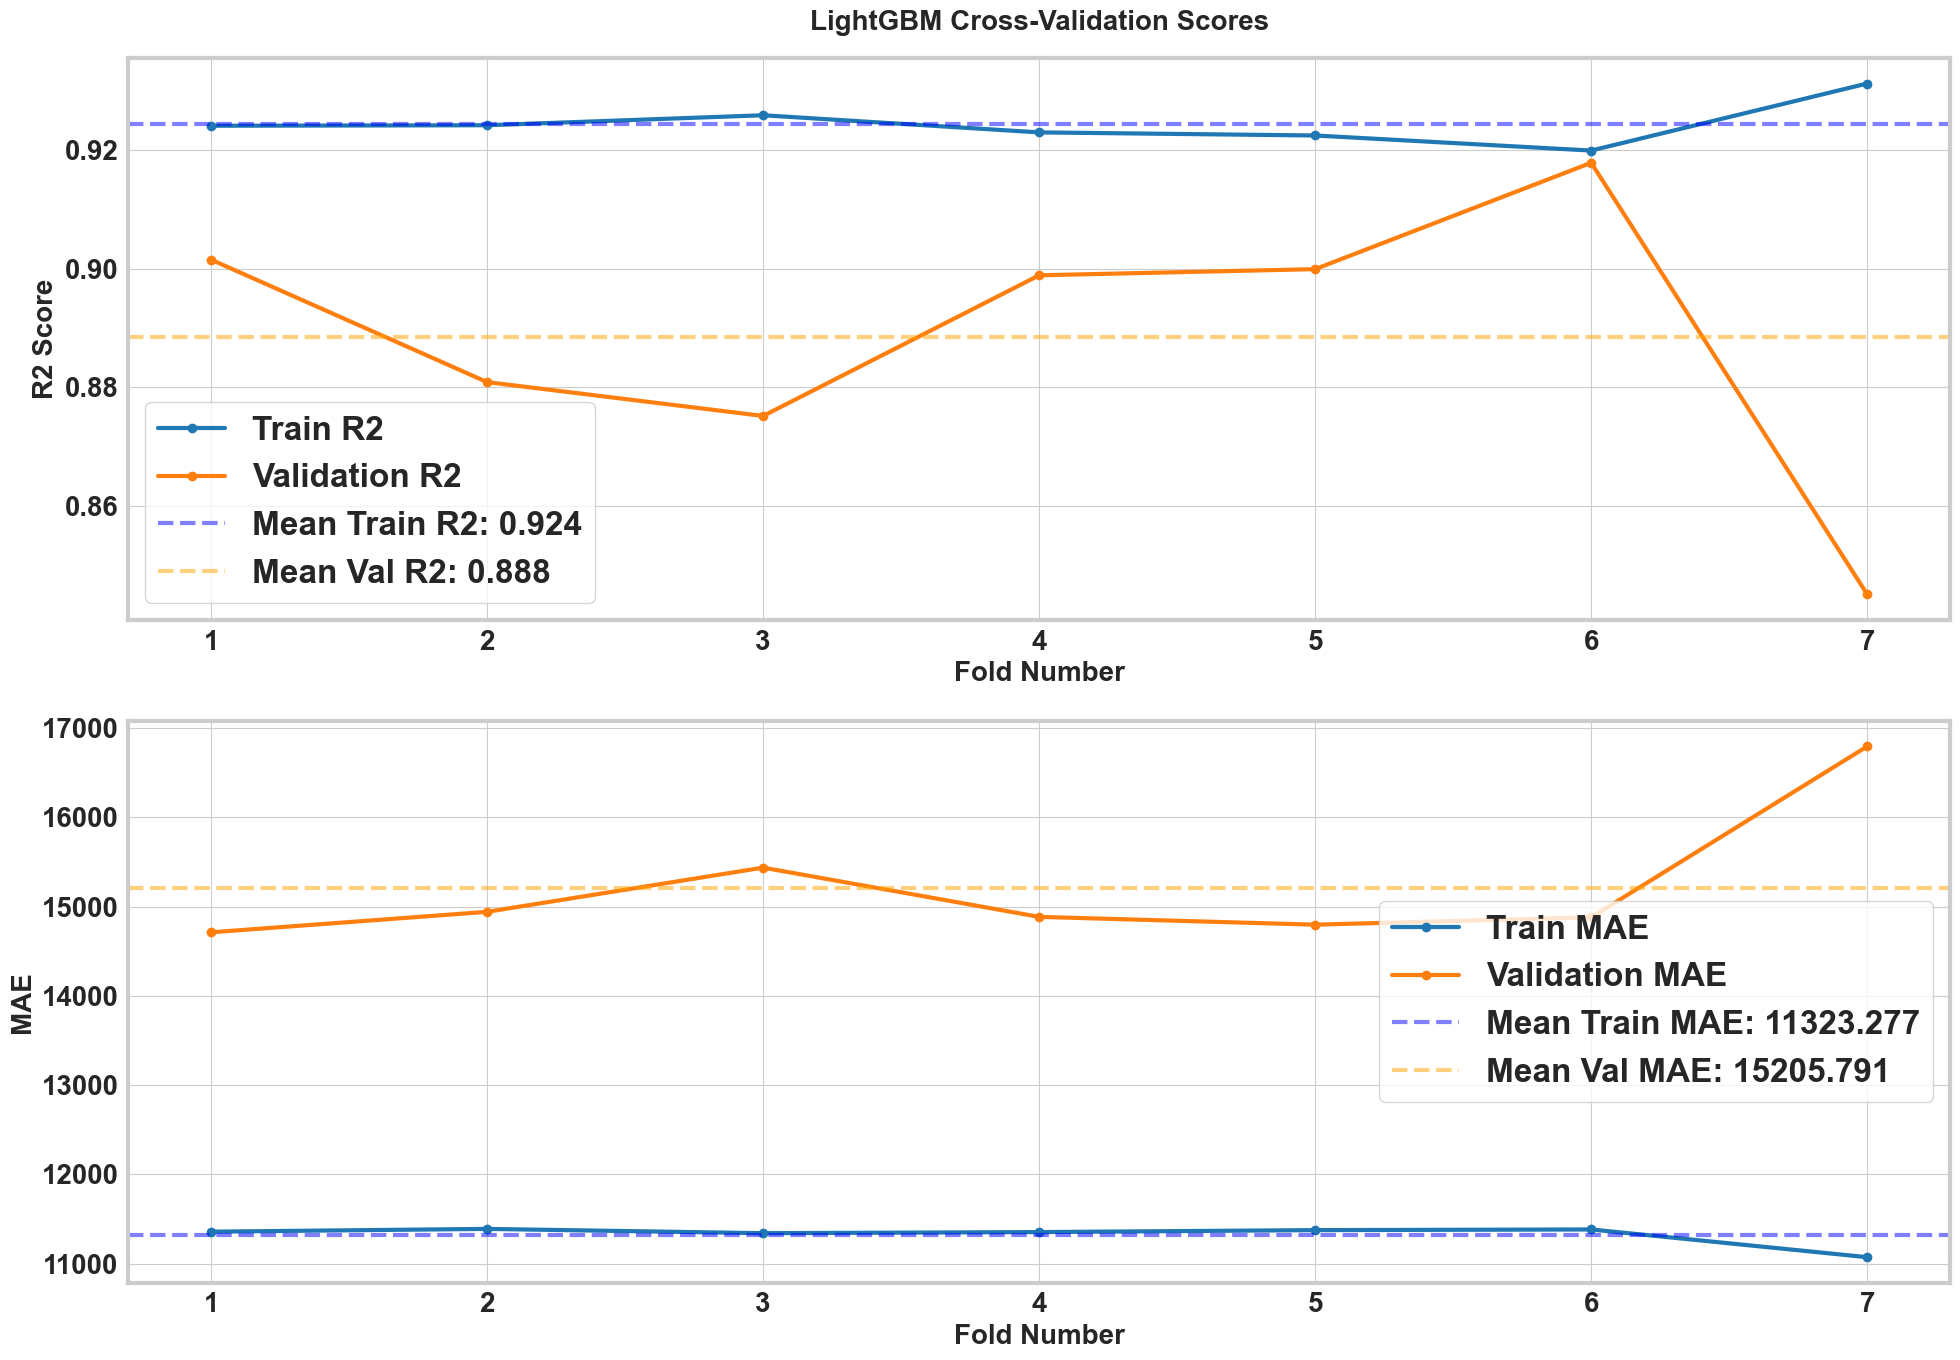 LightGBM Cross-Validation Scores
R2 Score
0.92
0.90
0.88
0.86
Train R2
Validation R2
Mean Train R2: 0.924
Mean Val R2: 0.888
1 2 3 4 5 6 7
Fold Number
MAE
17000
16000
15000
14000
13000
12000
11000
Train MAE
Validation MAE
Mean Train MAE: 11323.277
Mean Val MAE: 15205.791
1 2 3 4 5 6 7
Fold Number